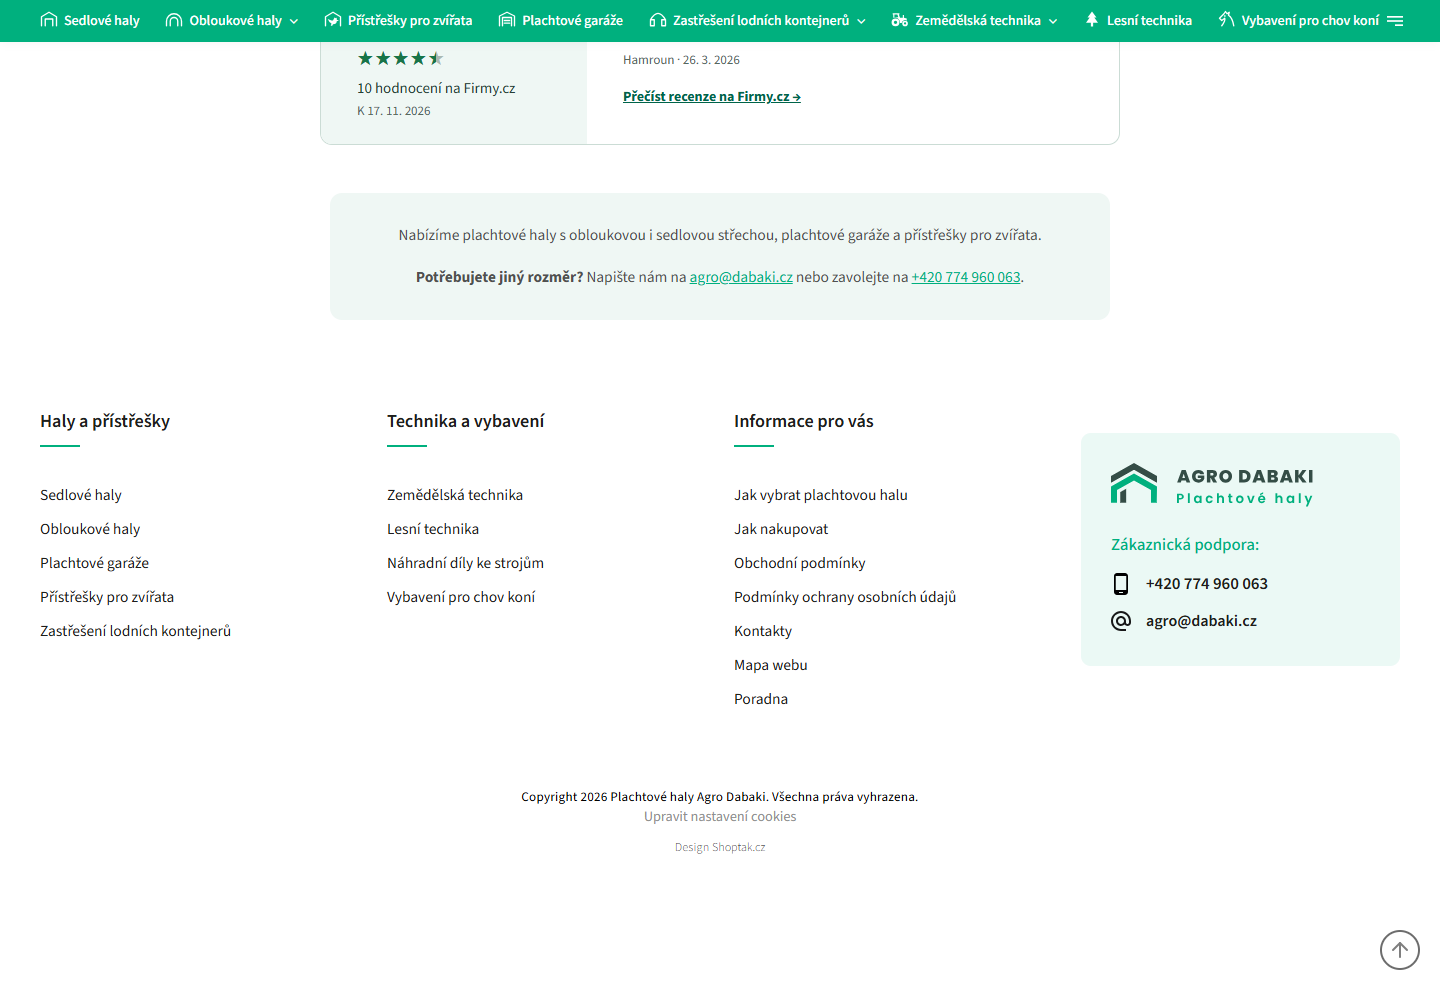 Sedlové haly
Obloukové haly
Přístřešky pro zvířata
Plachtové garáže
Zastřešení lodních kontejnerů
Zemědělská technika
Lesní technika
Vybavení pro chov koní
10 hodnocení na Firmy.cz
K 17. 11. 2026
Hamroun · 26. 3. 2026
Přečíst recenze na Firmy.cz →
Nabízíme plachtové haly s obloukovou i sedlovou střechou, plachtové garáže a přístřešky pro zvířata.
Potřebujete jiný rozměr? Napište nám na agro@dabaki.cz nebo zavolejte na +420 774 960 063.
Haly a přístřešky
Sedlové haly
Obloukové haly
Plachtové garáže
Přístřešky pro zvířata
Zastřešení lodních kontejnerů
Technika a vybavení
Zemědělská technika
Lesní technika
Náhradní díly ke strojům
Vybavení pro chov koní
Informace pro vás
Jak vybrat plachtovou halu
Jak nakupovat
Obchodní podmínky
Podmínky ochrany osobních údajů
Kontakty
Mapa webu
Poradna
AGRO DABAKI
Plachtové haly
Zákaznická podpora:
+420 774 960 063
agro@dabaki.cz
Copyright 2026 Plachtové haly Agro Dabaki. Všechna práva vyhrazena.
Upravit nastavení cookies
Design Shoptak.cz